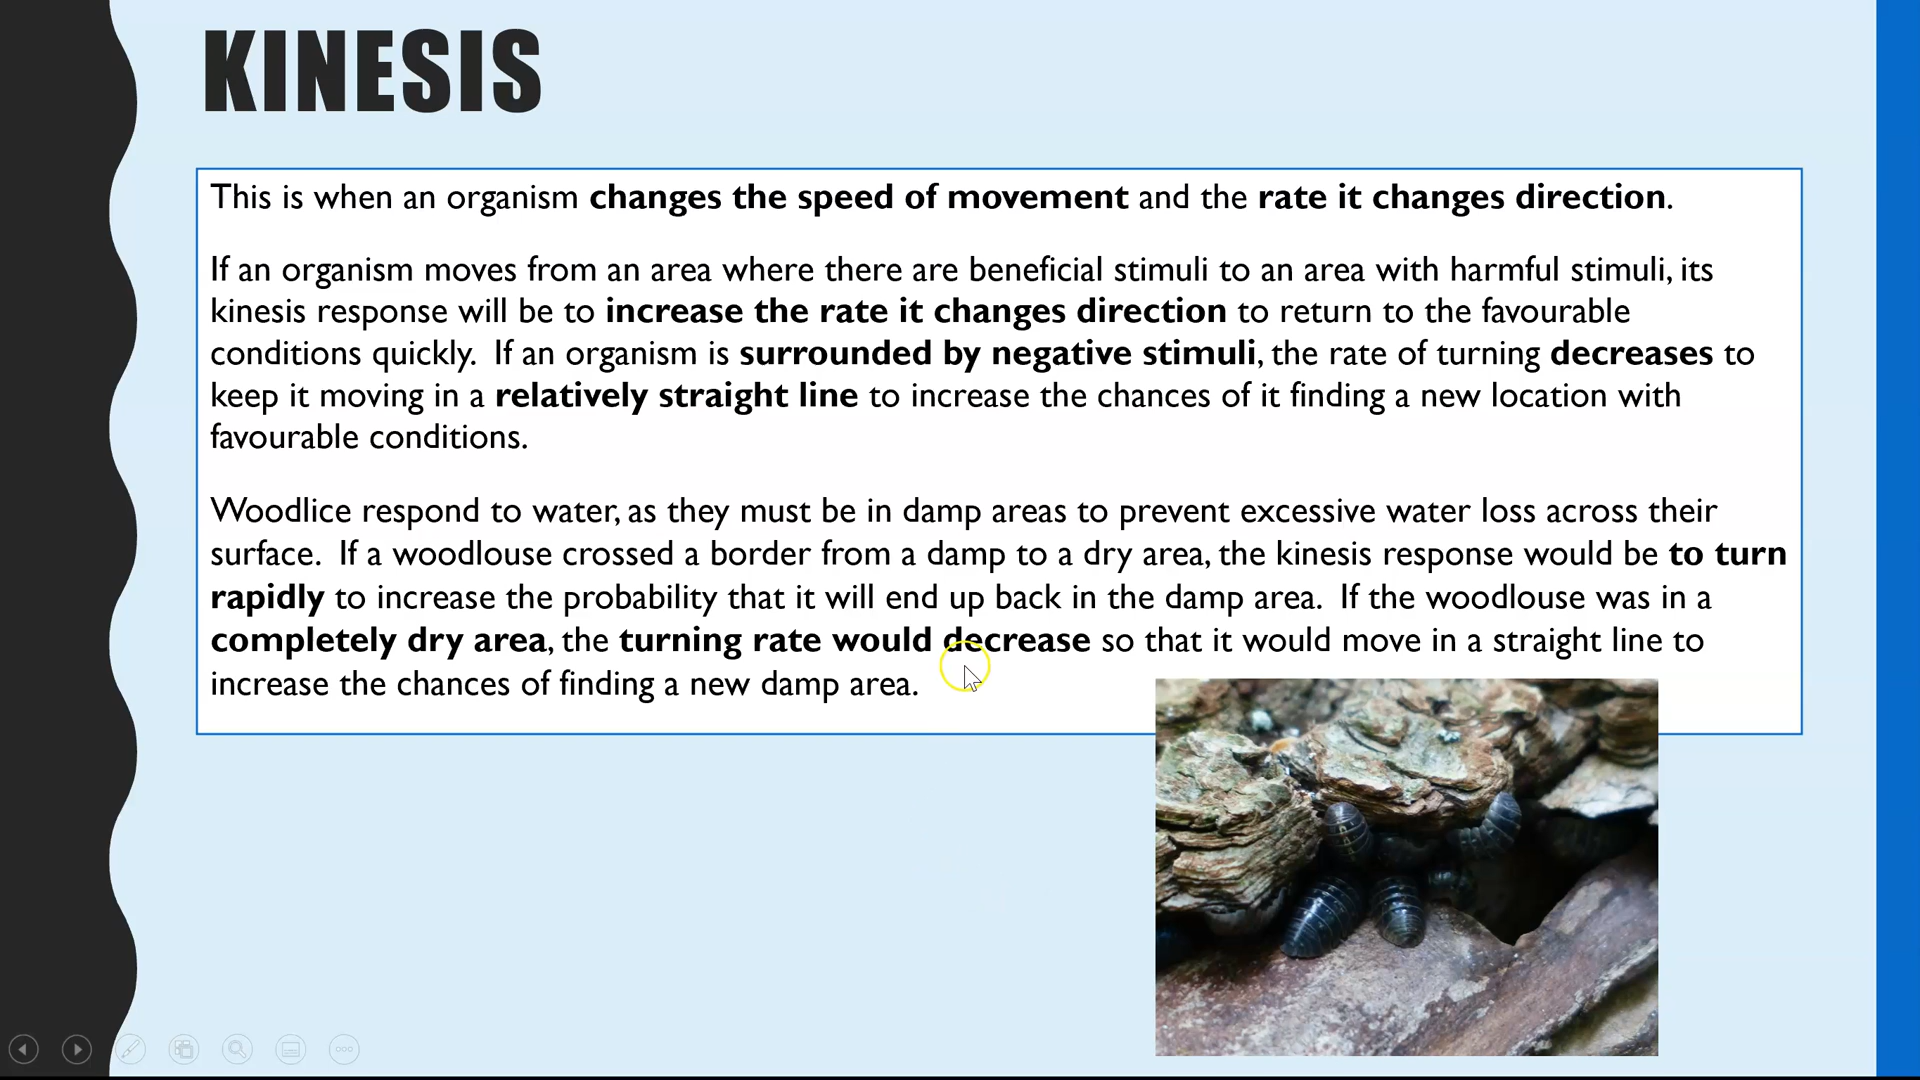 KINESIS
This is when an organism changes the speed of movement and the rate it changes direction.
If an organism moves from an area where there are beneficial stimuli to an area with harmful stimuli, its
kinesis response will be to increase the rate it changes direction to return to the favourable
conditions quickly. If an organism is surrounded by negative stimuli, the rate of turning decreases to
keep it moving in a relatively straight line to increase the chances of it finding a new location with
favourable conditions.
Woodlice respond to water, as they must be in damp areas to prevent excessive water loss across their
surface. If a woodlouse crossed a border from a damp to a dry area, the kinesis response would be to turn
rapidly to increase the probability that it will end up back in the damp area. If the woodlouse was in a
completely dry area, the turning rate would decrease so that it would move in a straight line to
increase the chances of finding a new damp area.